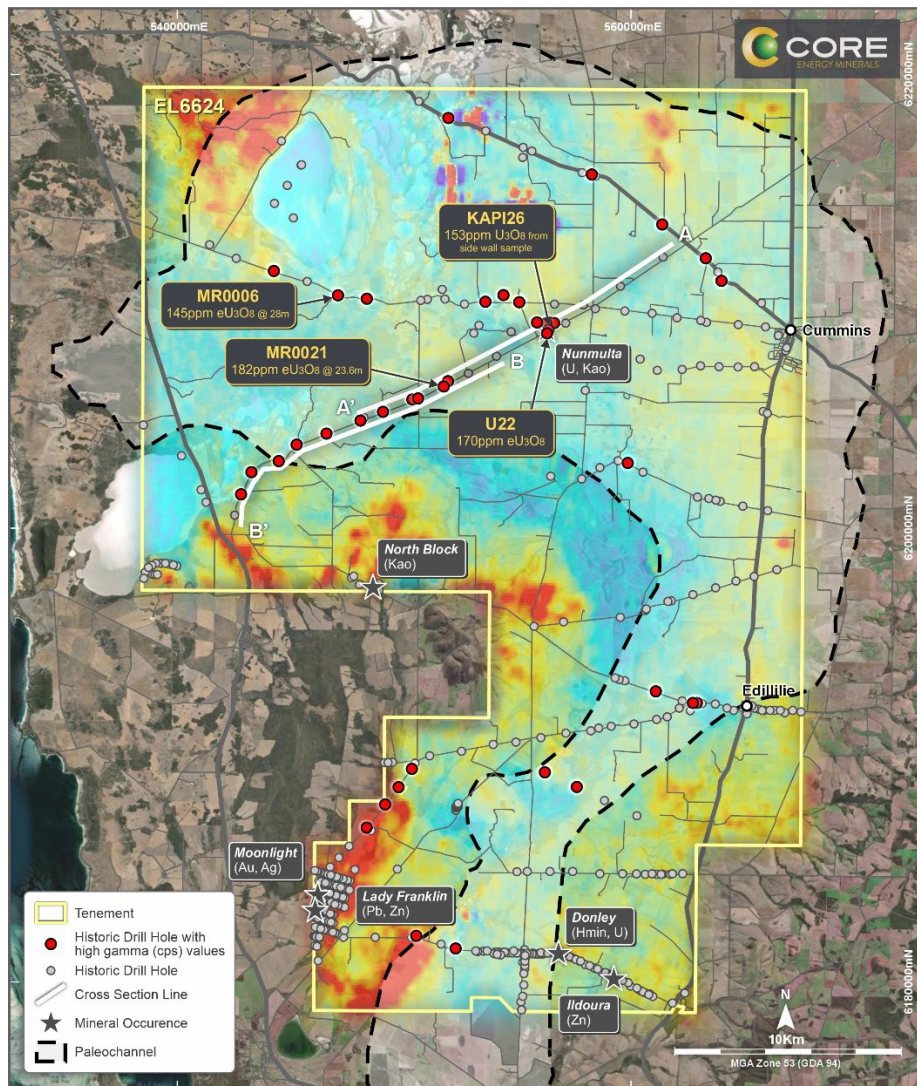 540000mE
560000mE
CORE
ENERGY MINERALS
6220000mN
EL6624
KAPI26
153ppm U3O8 from
side wall sample
A
MR0006
145ppm eU3O8 @ 28m
Cummins
MR0021
182ppm eU3O8 @ 23.6m
Nunmulta
(U, Kao)
B
A'
U22
170ppm eU3O8
B'
6200000mN
North Block
(Kao)
Edillilie
Moonlight
(Au, Ag)
Lady Franklin
(Pb, Zn)
Donley
(Hmin, U)
Ildoura
(Zn)
6180000mN
Tenement
Historic Drill Hole with
high gamma (cps) values
Historic Drill Hole
Cross Section Line
Mineral Occurence
Paleochannel
N
10Km
MGA Zone 53 (GDA 94)